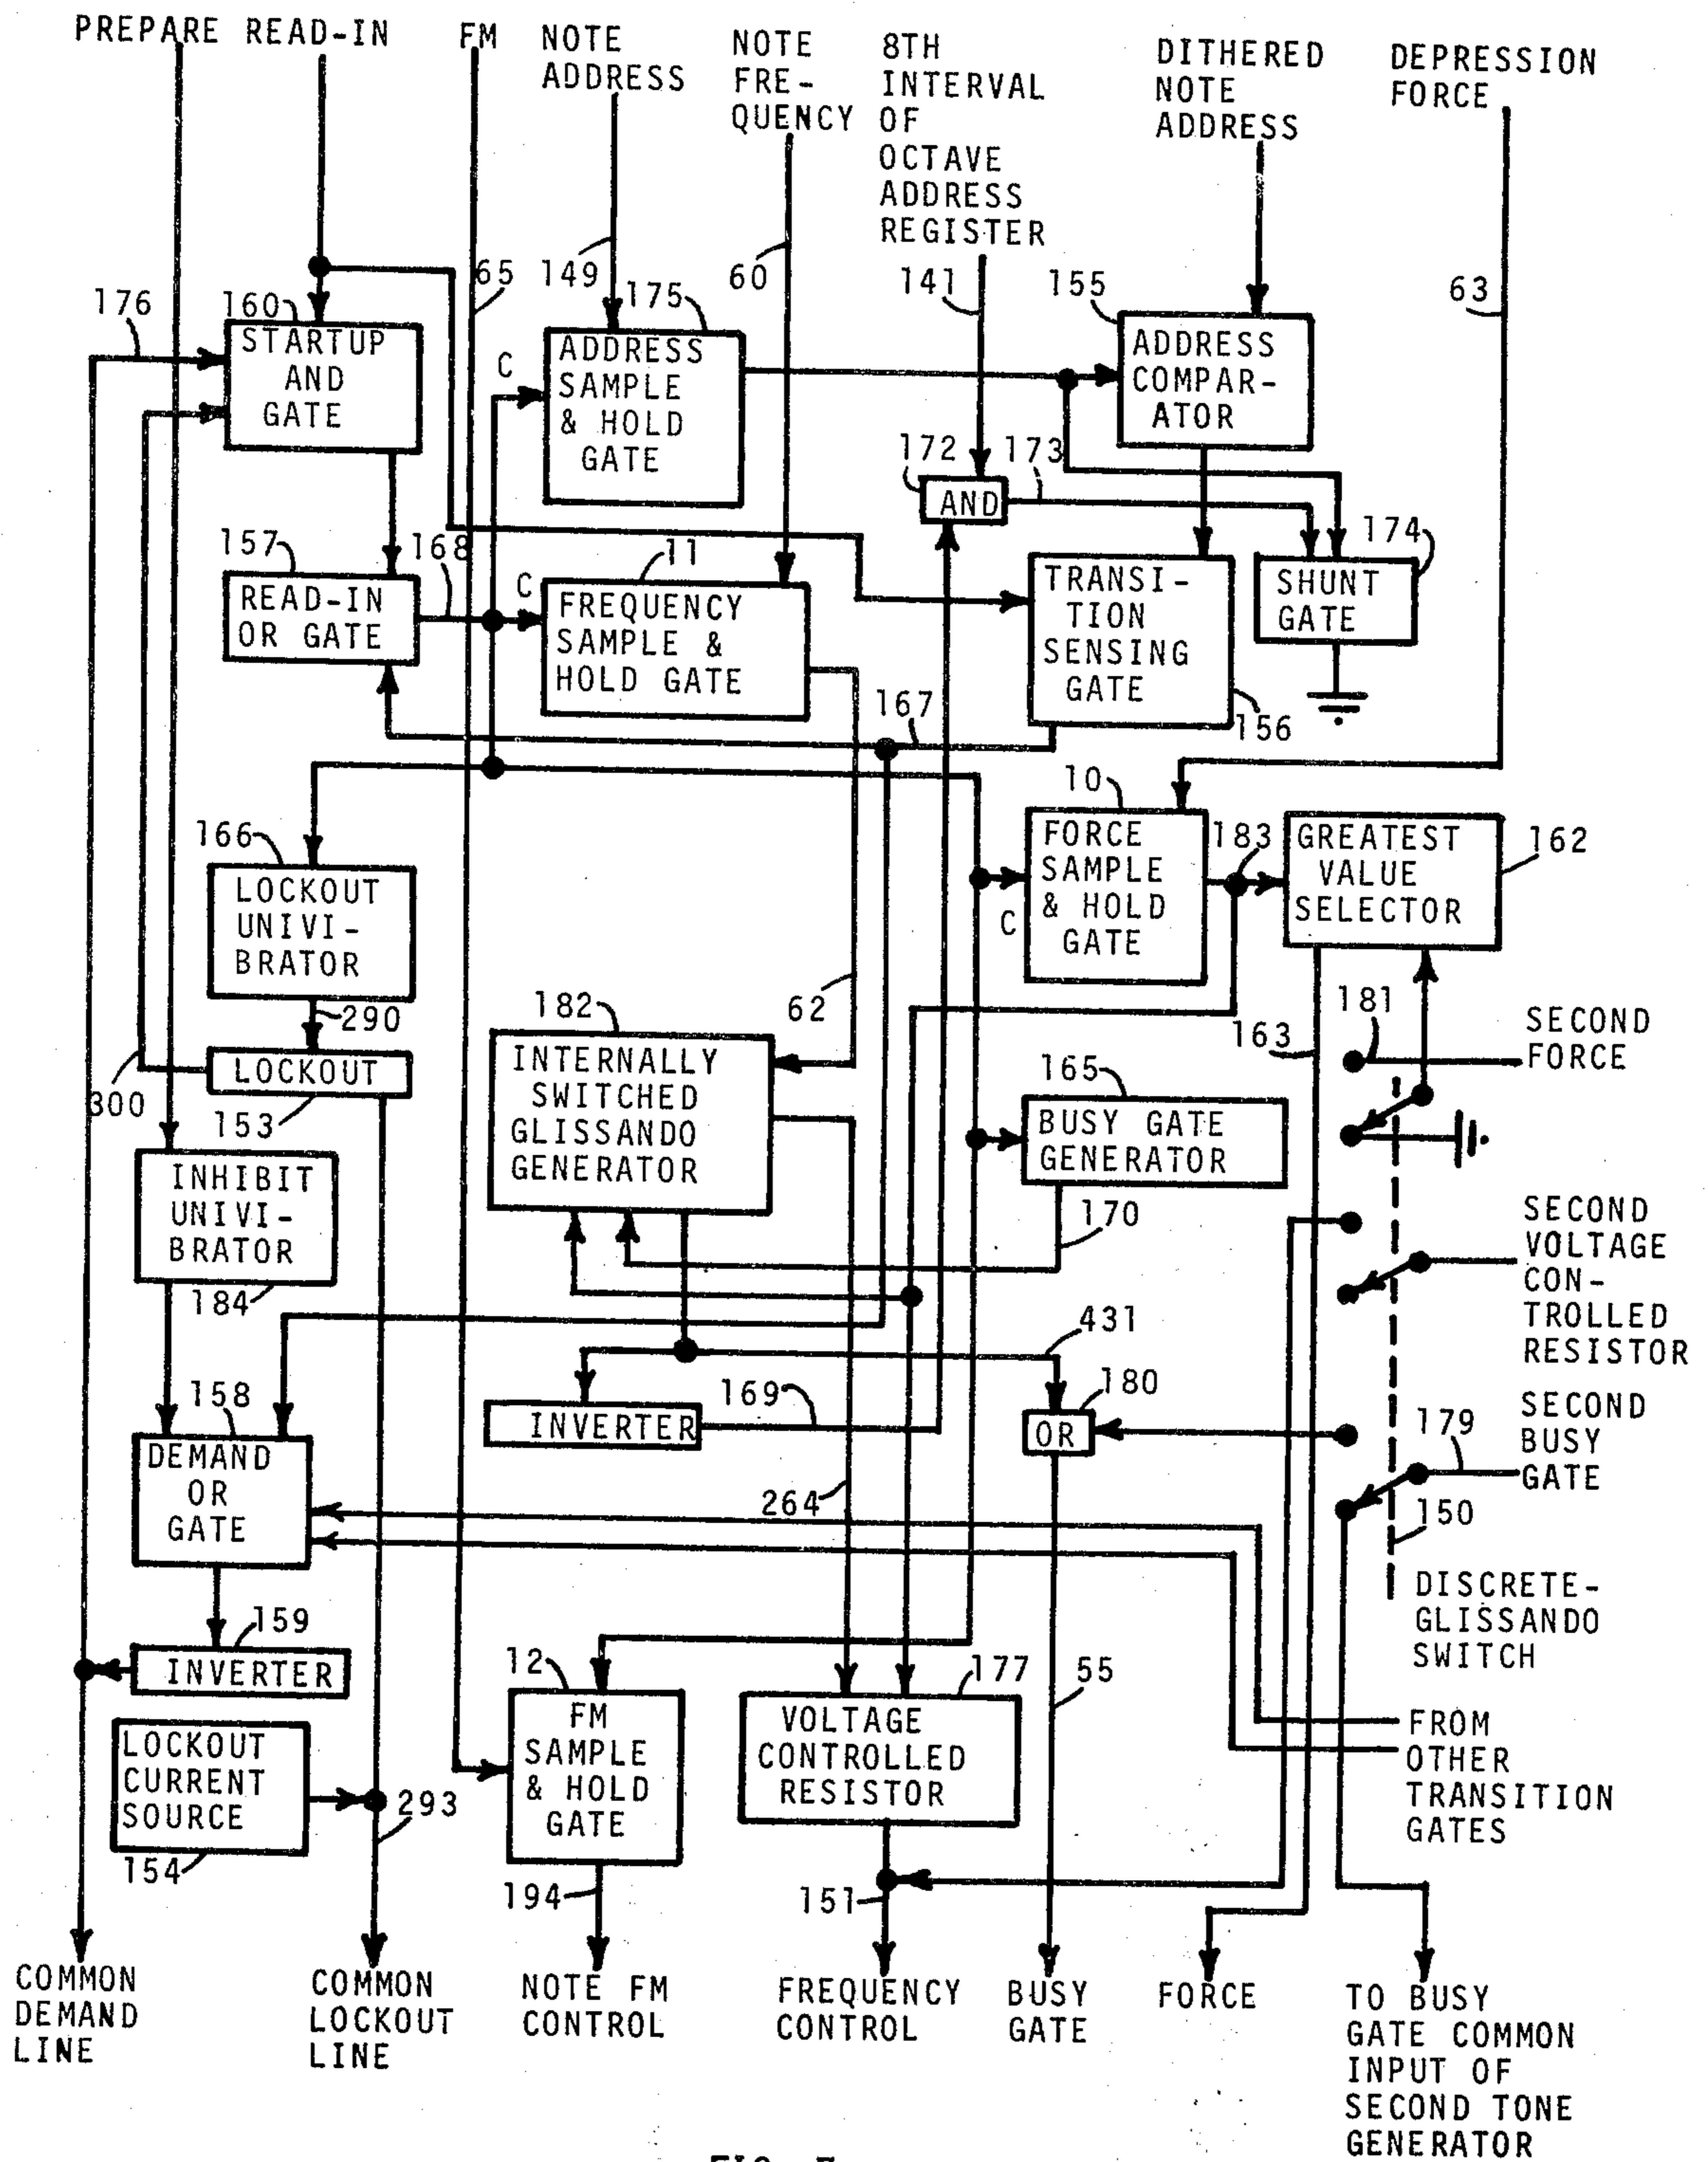 PREPARE READ-IN
FM
NOTE
ADDRESS
NOTE
FRE-
QUENCY
8TH
INTERVAL
OF
OCTAVE
ADDRESS
REGISTER
DITHERED
NOTE
ADDRESS
DEPRESSION
FORCE
176
160
65
149
175
60
141
155
63
STARTUP
AND
GATE
C
ADDRESS
SAMPLE
& HOLD
GATE
ADDRESS
COMPAR-
ATOR
172
173
AND
157
168
11
174
READ-IN
OR GATE
C
FREQUENCY
SAMPLE &
HOLD GATE
TRANSI-
TION
SENSING
GATE
SHUNT
GATE
167
156
10
166
FORCE
SAMPLE
& HOLD
GATE
C
183
GREATEST
VALUE
SELECTOR
162
LOCKOUT
UNIVI-
BRATOR
290
182
62
163
181
SECOND
FORCE
LOCKOUT
300
153
INTERNALLY
SWITCHED
GLISSANDO
GENERATOR
165
BUSY GATE
GENERATOR
INHIBIT
UNIVI-
BRATOR
184
170
SECOND
VOLTAGE
CON-
TROLLED
RESISTOR
431
158
INVERTER
169
180
OR
179
SECOND
BUSY
GATE
DEMAND
OR
GATE
264
150
DISCRETE-
GLISSANDO
SWITCH
159
INVERTER
12
177
55
LOCKOUT
CURRENT
SOURCE
154
293
FM
SAMPLE
& HOLD
GATE
VOLTAGE
CONTROLLED
RESISTOR
FROM
OTHER
TRANSITION
GATES
194
151
COMMON
DEMAND
LINE
COMMON
LOCKOUT
LINE
NOTE FM
CONTROL
FREQUENCY
CONTROL
BUSY
GATE
FORCE
TO BUSY
GATE COMMON
INPUT OF
SECOND TONE
GENERATOR